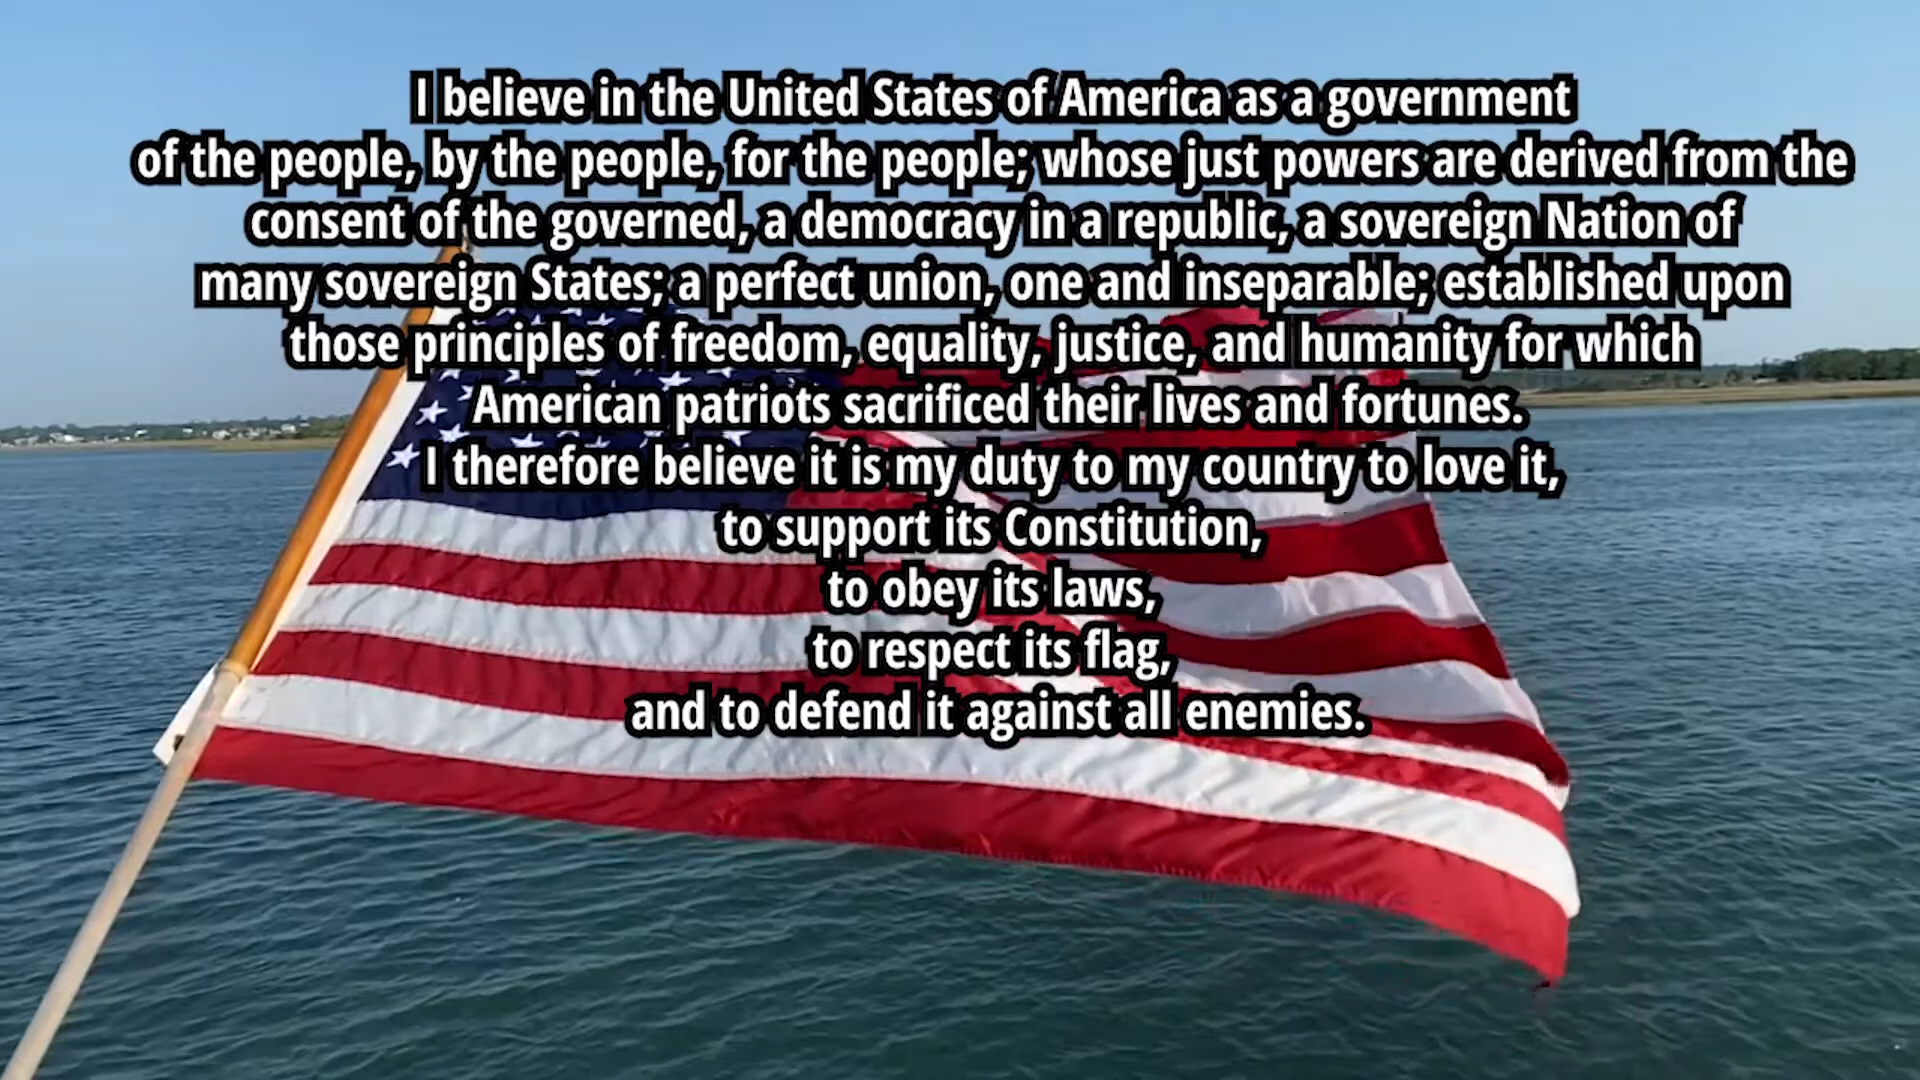 I believe in the United States of America as a government
of the people, by the people, for the people; whose just powers are derived from the
consent of the governed, a democracy in a republic, a sovereign Nation of
many sovereign States; a perfect union, one and inseparable; established upon
those principles of freedom, equality, justice, and humanity for which
American patriots sacrificed their lives and fortunes.
I therefore believe it is my duty to my country to love it,
to support its Constitution,
to obey its laws,
to respect its flag,
and to defend it against all enemies.